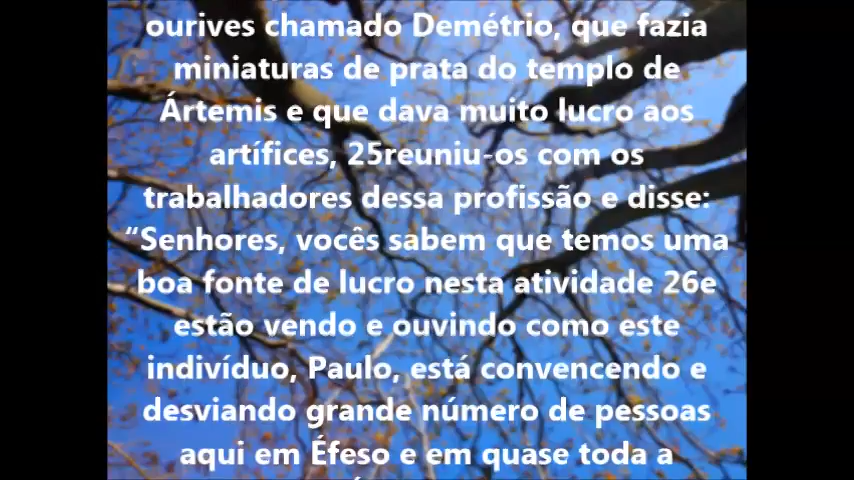 ourives chamado Demétrio, que fazia
miniaturas de prata do templo de
Ártemis e que dava muito lucro aos
artífices, 25reuniu-os com os
trabalhadores dessa profissão e disse:
“Senhores, vocês sabem que temos uma
boa fonte de lucro nesta atividade 26e
estão vendo e ouvindo como este
indivíduo, Paulo, está convencendo e
desviando grande número de pessoas
aqui em Éfeso e em quase toda a